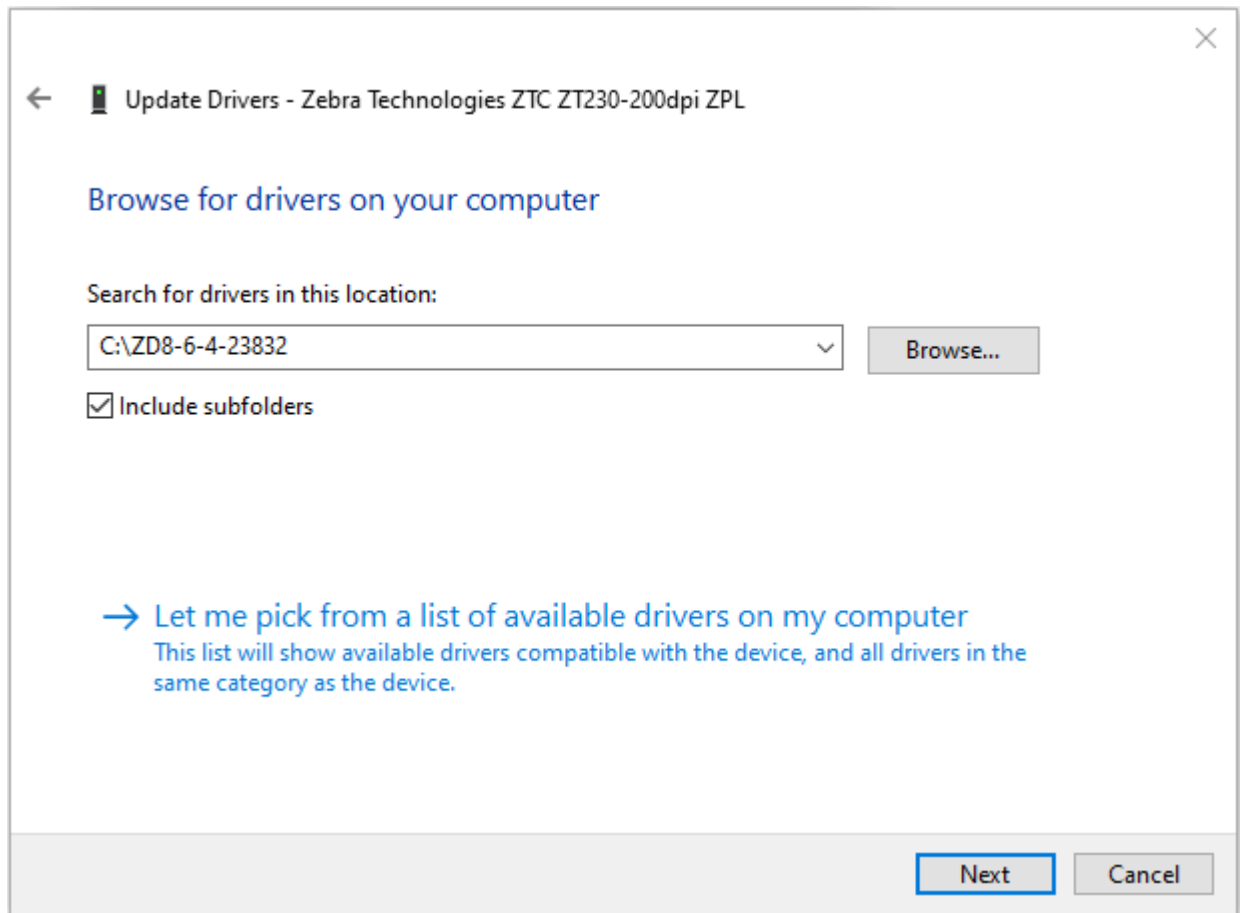 Update Drivers - Zebra Technologies ZTC ZT230-200dpi ZPL
Browse for drivers on your computer
Search for drivers in this location:
C:\ZD8-6-4-23832
Browse...
Include subfolders
Let me pick from a list of available drivers on my computer
This list will show available drivers compatible with the device, and all drivers in the
same category as the device.
Next
Cancel